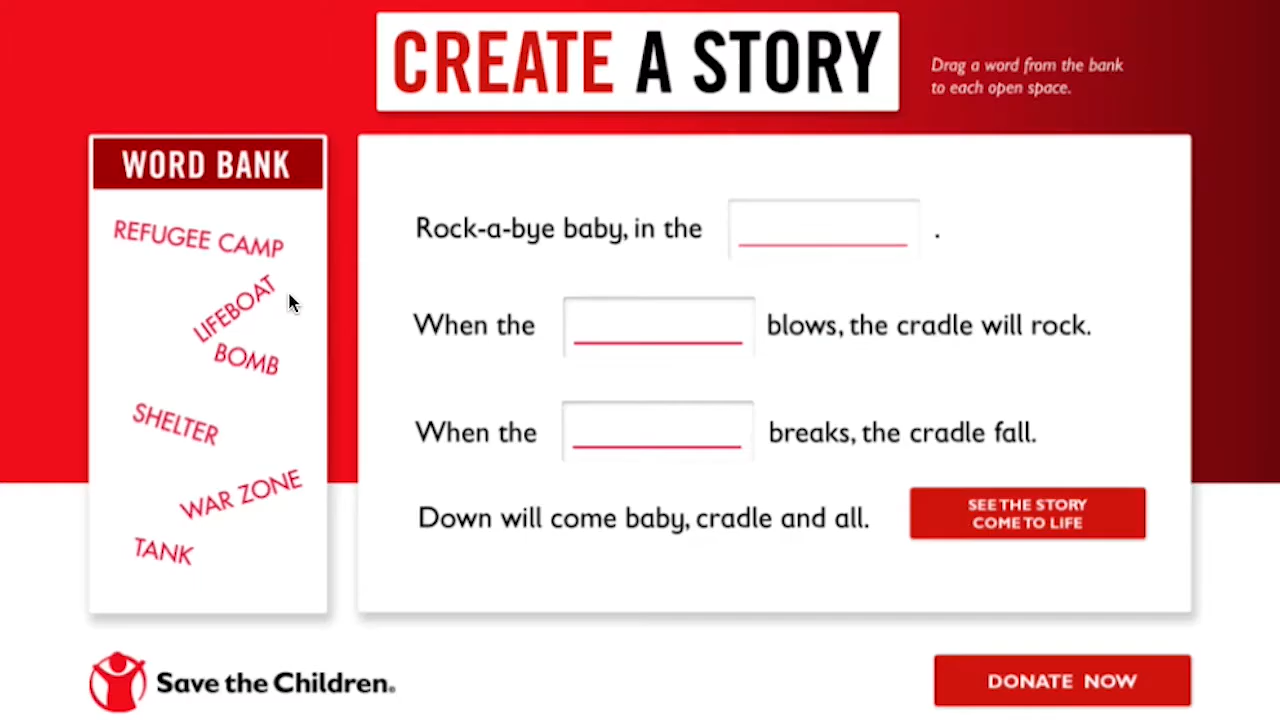 CREATE A STORY
Drag a word from the bank
to each open space.
WORD BANK
REFUGEE CAMP
LIFEBOAT
BOMB
SHELTER
WAR ZONE
TANK
Rock-a-bye baby, in the .
When the blows, the cradle will rock.
When the breaks, the cradle fall.
Down will come baby, cradle and all.
SEE THE STORY
COME TO LIFE
Save the Children.
DONATE NOW